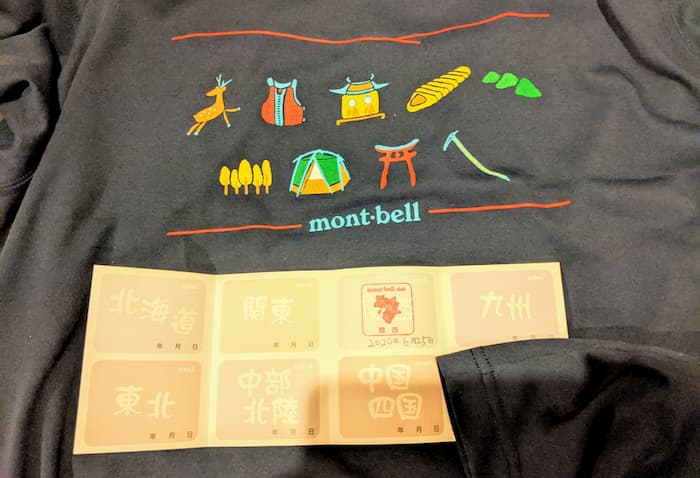 mont·bell
北海道
年 月 日
関東
年 月 日
mont-bell club
関西
2020年6月25日
九州
年 月 日
東北
年 月 日
中部
北陸
年 月 日
中国
四国
年 月 日